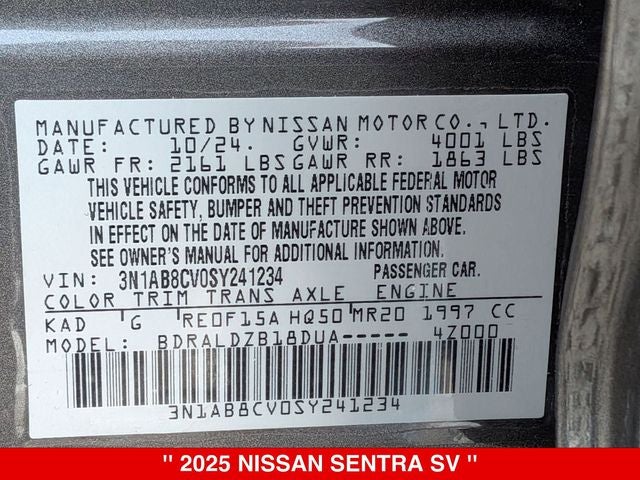 MANUFACTURED BY NISSAN MOTOR CO., LTD.
DATE: 10/24. GVWR: 4001 LBS
GAWR FR: 2161 LBS GAWR RR: 1863 LBS
THIS VEHICLE CONFORMS TO ALL APPLICABLE FEDERAL MOTOR
VEHICLE SAFETY, BUMPER AND THEFT PREVENTION STANDARDS
IN EFFECT ON THE DATE OF MANUFACTURE SHOWN ABOVE.
SEE OWNER'S MANUAL FOR ADDITIONAL INFORMATION.
VIN: 3N1AB8CV0SY241234 PASSENGER CAR.
COLOR TRIM TRANS AXLE ENGINE
KAD G RE0F15A HQ50 MR20 1997 CC
MODEL: BDRALDZB18DUA----- 4Z000
3N1AB8CV0SY241234
" 2025 NISSAN SENTRA SV "